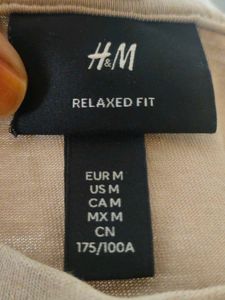 H&M
RELAXED FIT
EUR M
US M
CA M
MX M
CN
175/100A